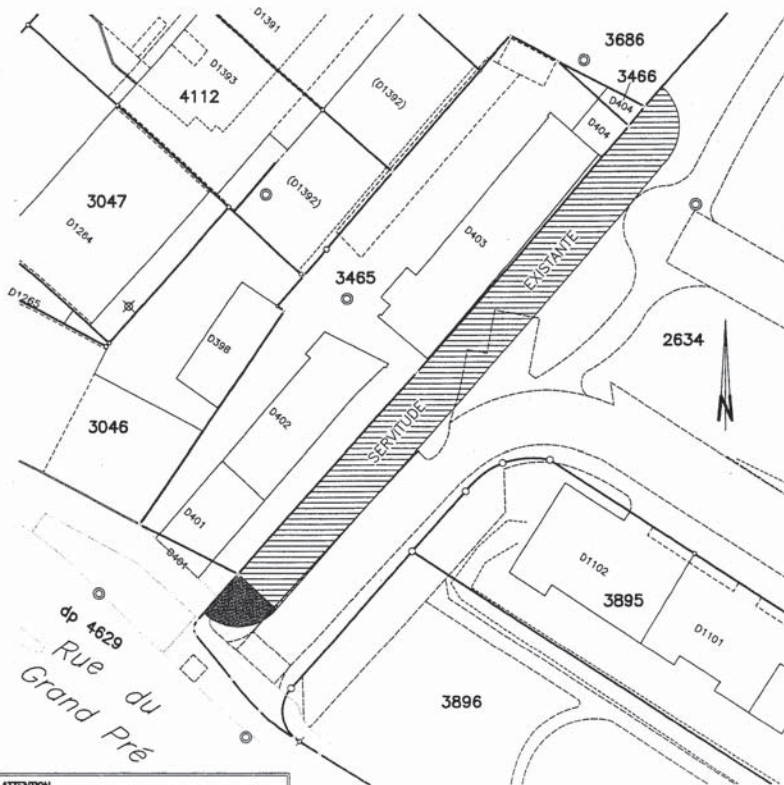 D1391
3686
D1393
3466
4112
(D1392)
D404
D404
3047
(D1392)
D1264
D403
3465
EXISTANTE
D1265
2634
D398
N
3046
D402
SERVITUDE
D401
D401
D1102
dp 4629
3895
Rue du
Grand Pré
D1101
3896
ATTENTION